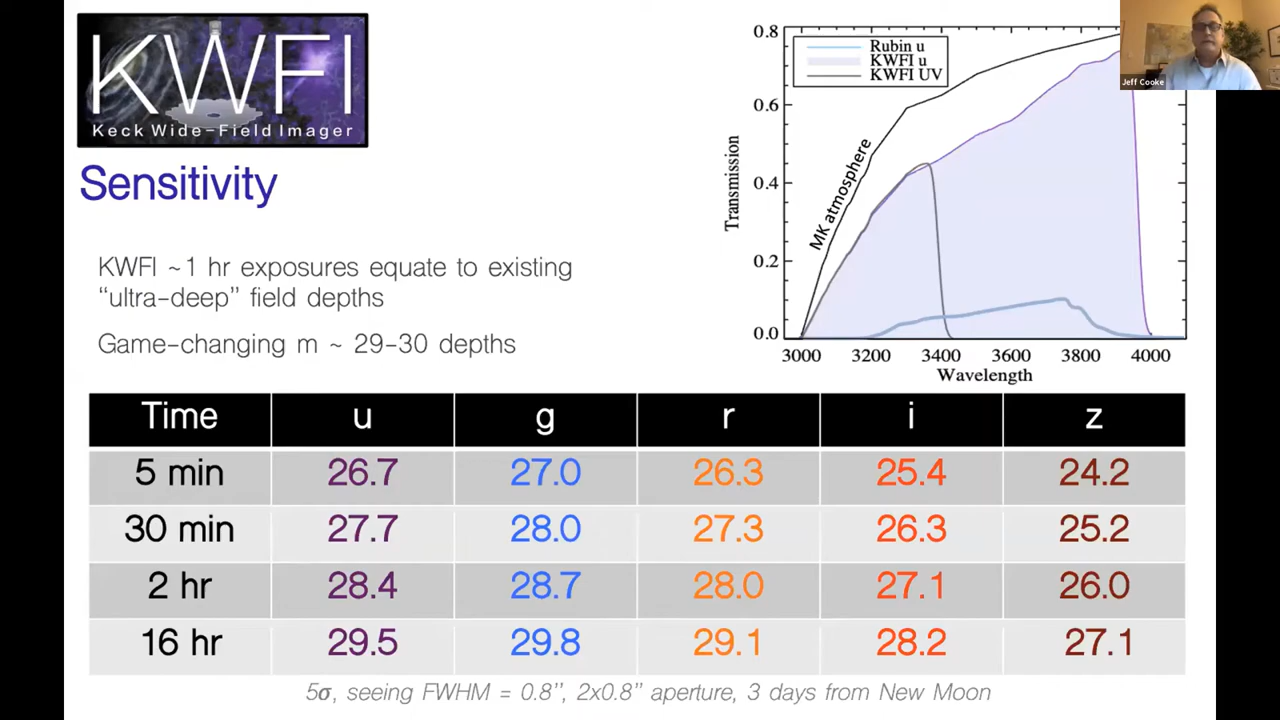 KWFI
Keck Wide-Field Imager
Sensitivity
KWFI ~1 hr exposures equate to existing
“ultra-deep” field depths
Game-changing m ~ 29-30 depths
Rubin u
KWFI u
KWFI UV
MK atmosphere
Transmission
0.8
0.6
0.4
0.2
0.0
3000 3200 3400 3600 3800 4000
Wavelength
Jeff Cooke
Time u g r i z
5 min 26.7 27.0 26.3 25.4 24.2
30 min 27.7 28.0 27.3 26.3 25.2
2 hr 28.4 28.7 28.0 27.1 26.0
16 hr 29.5 29.8 29.1 28.2 27.1
5σ, seeing FWHM = 0.8”, 2x0.8” aperture, 3 days from New Moon